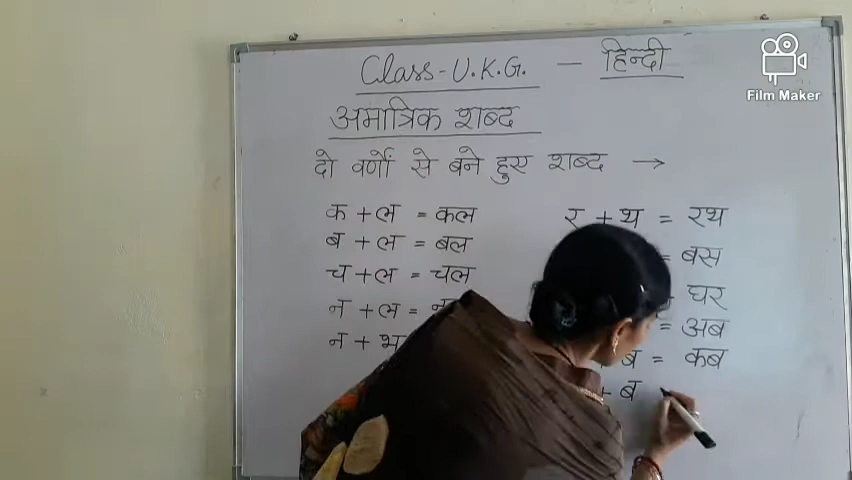 Class-U.K.G. - हिन्दी
Film Maker
अमात्रिक शब्द
दो वर्णों से बने हुए शब्द →
क + ल = कल
र + थ = रथ
ब + ल = बल
= बस
च + ल = चल
घर
न + ल =
= अब
न + भ
ब = कब
+ ब